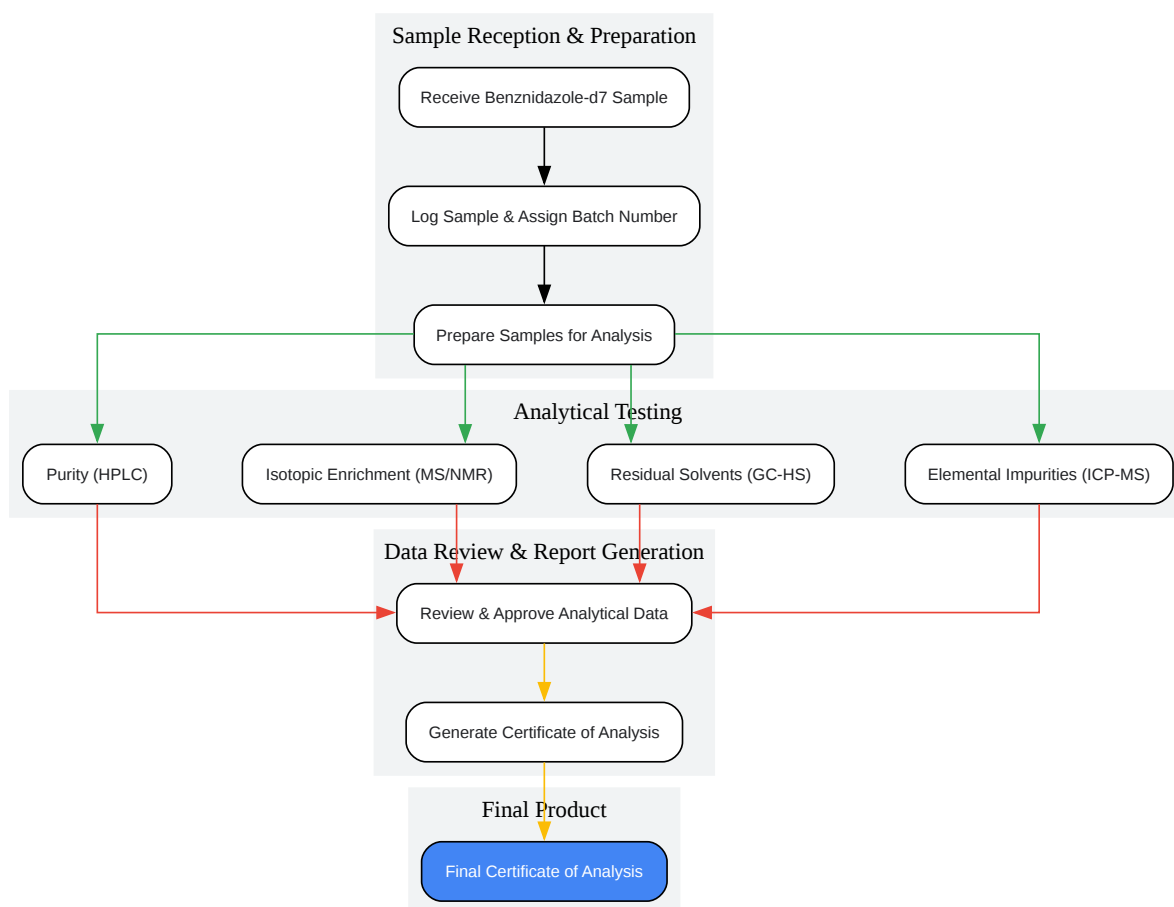 Sample Reception & Preparation
Receive Benznidazole-d7 Sample
Log Sample & Assign Batch Number
Prepare Samples for Analysis
Analytical Testing
Purity (HPLC)
Isotopic Enrichment (MS/NMR)
Residual Solvents (GC-HS)
Elemental Impurities (ICP-MS)
Data Review & Report Generation
Review & Approve Analytical Data
Generate Certificate of Analysis
Final Product
Final Certificate of Analysis